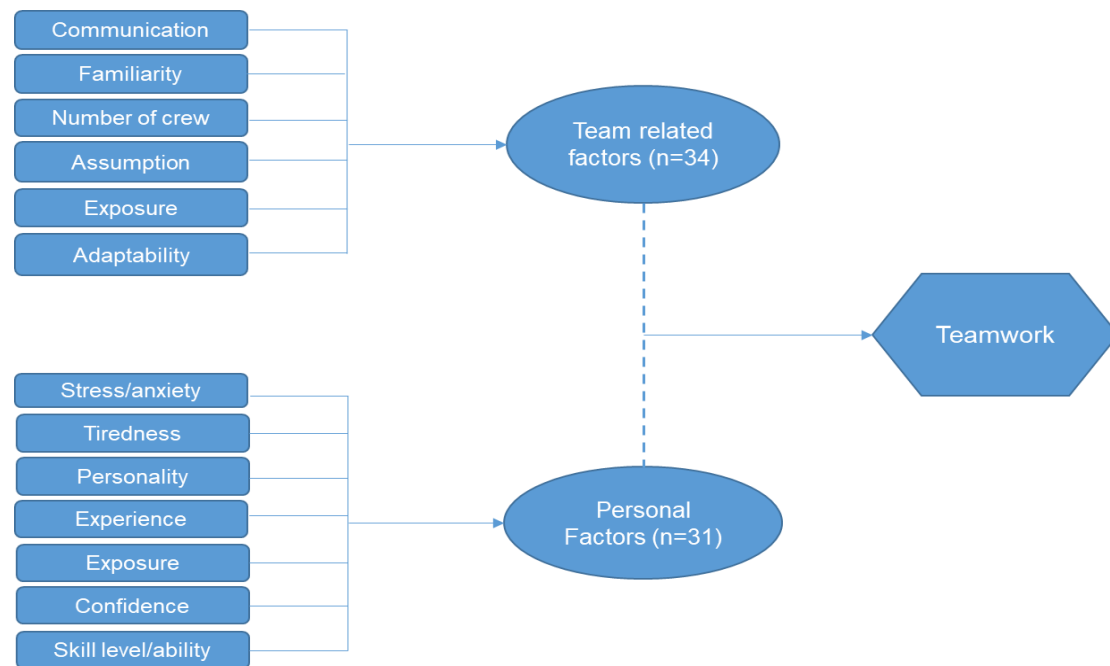 Communication
Familiarity
Number of crew
Assumption
Exposure
Adaptability
Team related
factors (n=34)
Teamwork
Stress/anxiety
Tiredness
Personality
Experience
Exposure
Confidence
Skill level/ability
Personal
Factors (n=31)